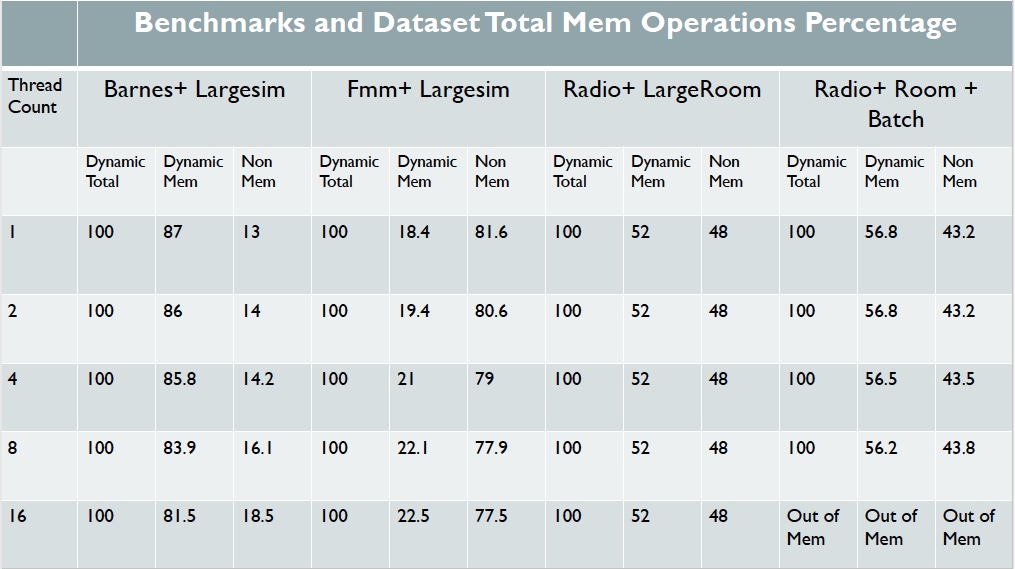 Benchmarks and Dataset Total Mem Operations Percentage
Thread Count Barnes+ Largesim Fmm+ Largesim Radio+ LargeRoom Radio+ Room + Batch
Dynamic Total Dynamic Mem Non Mem Dynamic Total Dynamic Mem Non Mem Dynamic Total Dynamic Mem Non Mem Dynamic Total Dynamic Mem Non Mem
1 100 87 13 100 18.4 81.6 100 52 48 100 56.8 43.2
2 100 86 14 100 19.4 80.6 100 52 48 100 56.8 43.2
4 100 85.8 14.2 100 21 79 100 52 48 100 56.5 43.5
8 100 83.9 16.1 100 22.1 77.9 100 52 48 100 56.2 43.8
16 100 81.5 18.5 100 22.5 77.5 100 52 48 Out of Mem Out of Mem Out of Mem